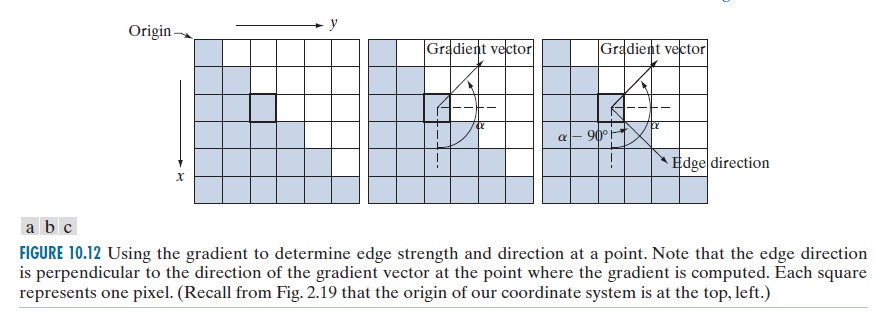 Origin
y
x
Gradient vector
α
Gradient vector
α
α − 90°
Edge direction
a b c
FIGURE 10.12 Using the gradient to determine edge strength and direction at a point. Note that the edge direction
is perpendicular to the direction of the gradient vector at the point where the gradient is computed. Each square
represents one pixel. (Recall from Fig. 2.19 that the origin of our coordinate system is at the top, left.)